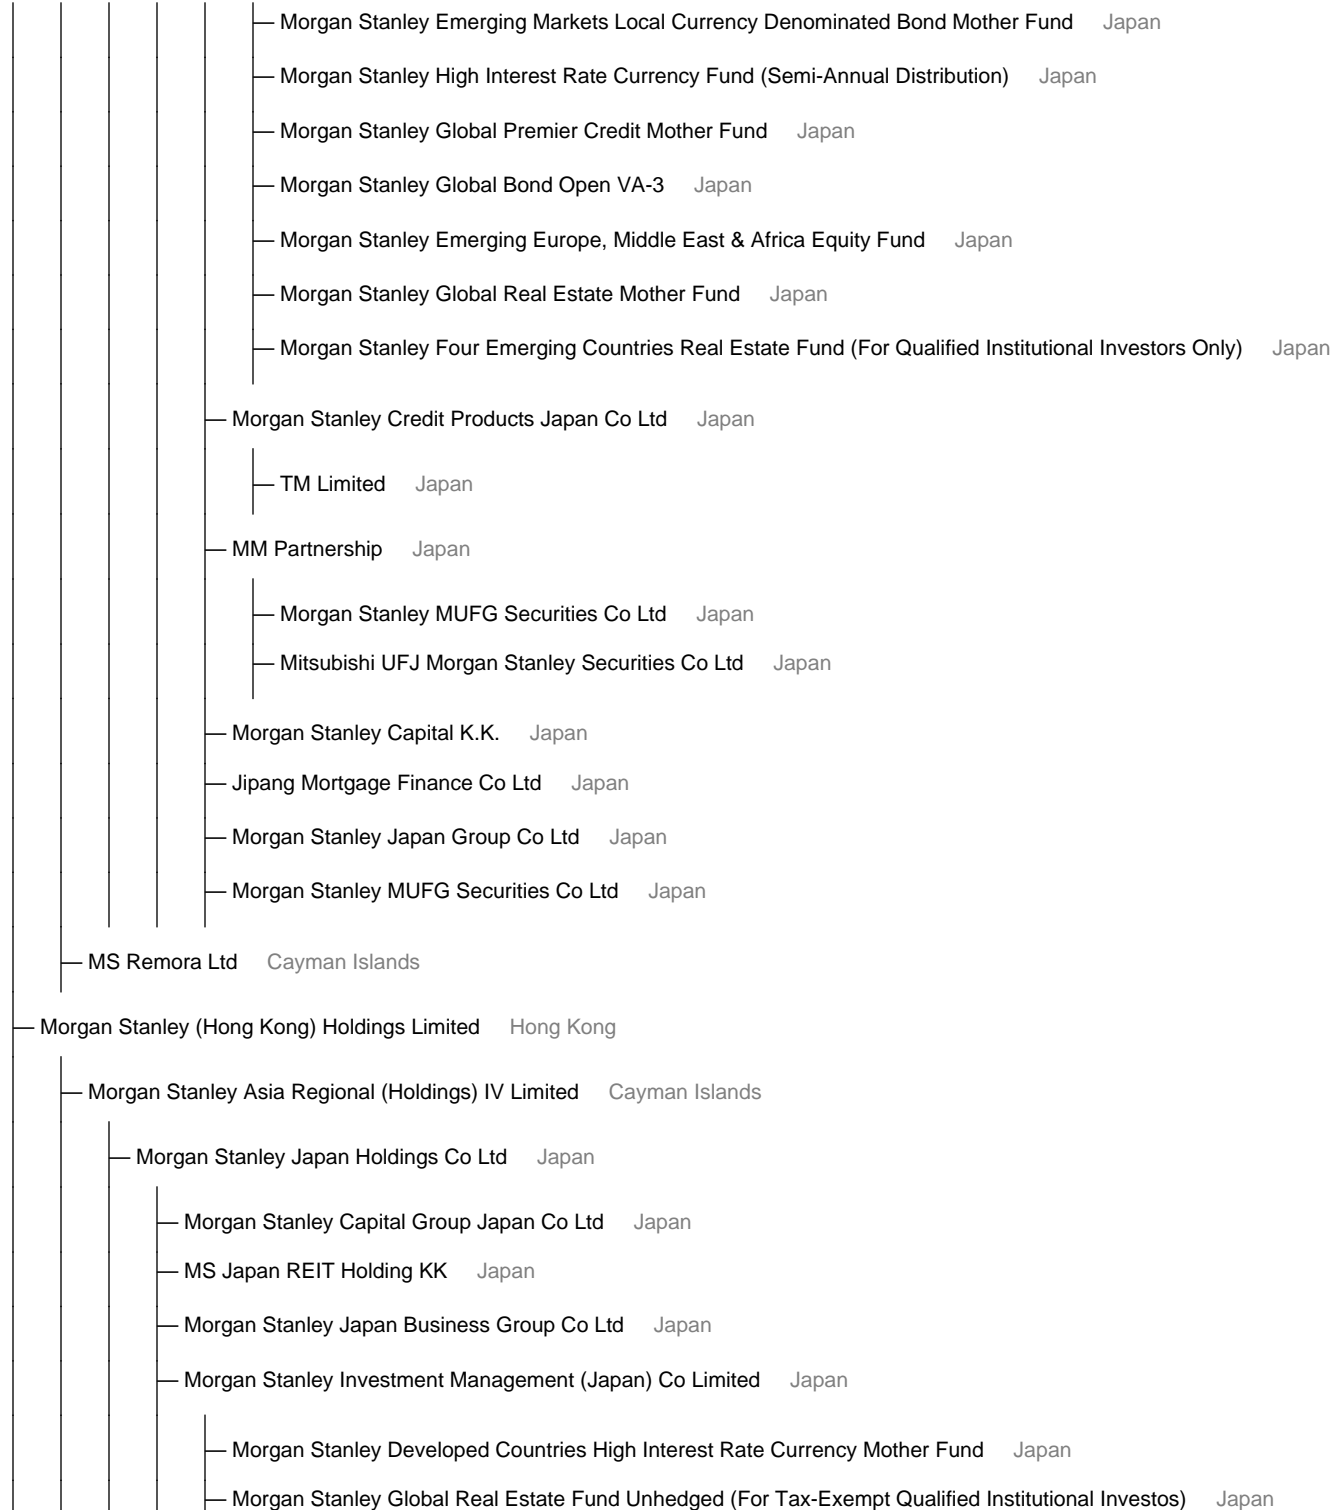 Morgan Stanley Emerging Markets Local Currency Denominated Bond Mother Fund Japan
Morgan Stanley High Interest Rate Currency Fund (Semi-Annual Distribution) Japan
Morgan Stanley Global Premier Credit Mother Fund Japan
Morgan Stanley Global Bond Open VA-3 Japan
Morgan Stanley Emerging Europe, Middle East & Africa Equity Fund Japan
Morgan Stanley Global Real Estate Mother Fund Japan
Morgan Stanley Four Emerging Countries Real Estate Fund (For Qualified Institutional Investors Only) Japan
Morgan Stanley Credit Products Japan Co Ltd Japan
TM Limited Japan
MM Partnership Japan
Morgan Stanley MUFG Securities Co Ltd Japan
Mitsubishi UFJ Morgan Stanley Securities Co Ltd Japan
Morgan Stanley Capital K.K. Japan
Jipang Mortgage Finance Co Ltd Japan
Morgan Stanley Japan Group Co Ltd Japan
Morgan Stanley MUFG Securities Co Ltd Japan
MS Remora Ltd Cayman Islands
Morgan Stanley (Hong Kong) Holdings Limited Hong Kong
Morgan Stanley Asia Regional (Holdings) IV Limited Cayman Islands
Morgan Stanley Japan Holdings Co Ltd Japan
Morgan Stanley Capital Group Japan Co Ltd Japan
MS Japan REIT Holding KK Japan
Morgan Stanley Japan Business Group Co Ltd Japan
Morgan Stanley Investment Management (Japan) Co Limited Japan
Morgan Stanley Developed Countries High Interest Rate Currency Mother Fund Japan
Morgan Stanley Global Real Estate Fund Unhedged (For Tax-Exempt Qualified Institutional Investos) Japan